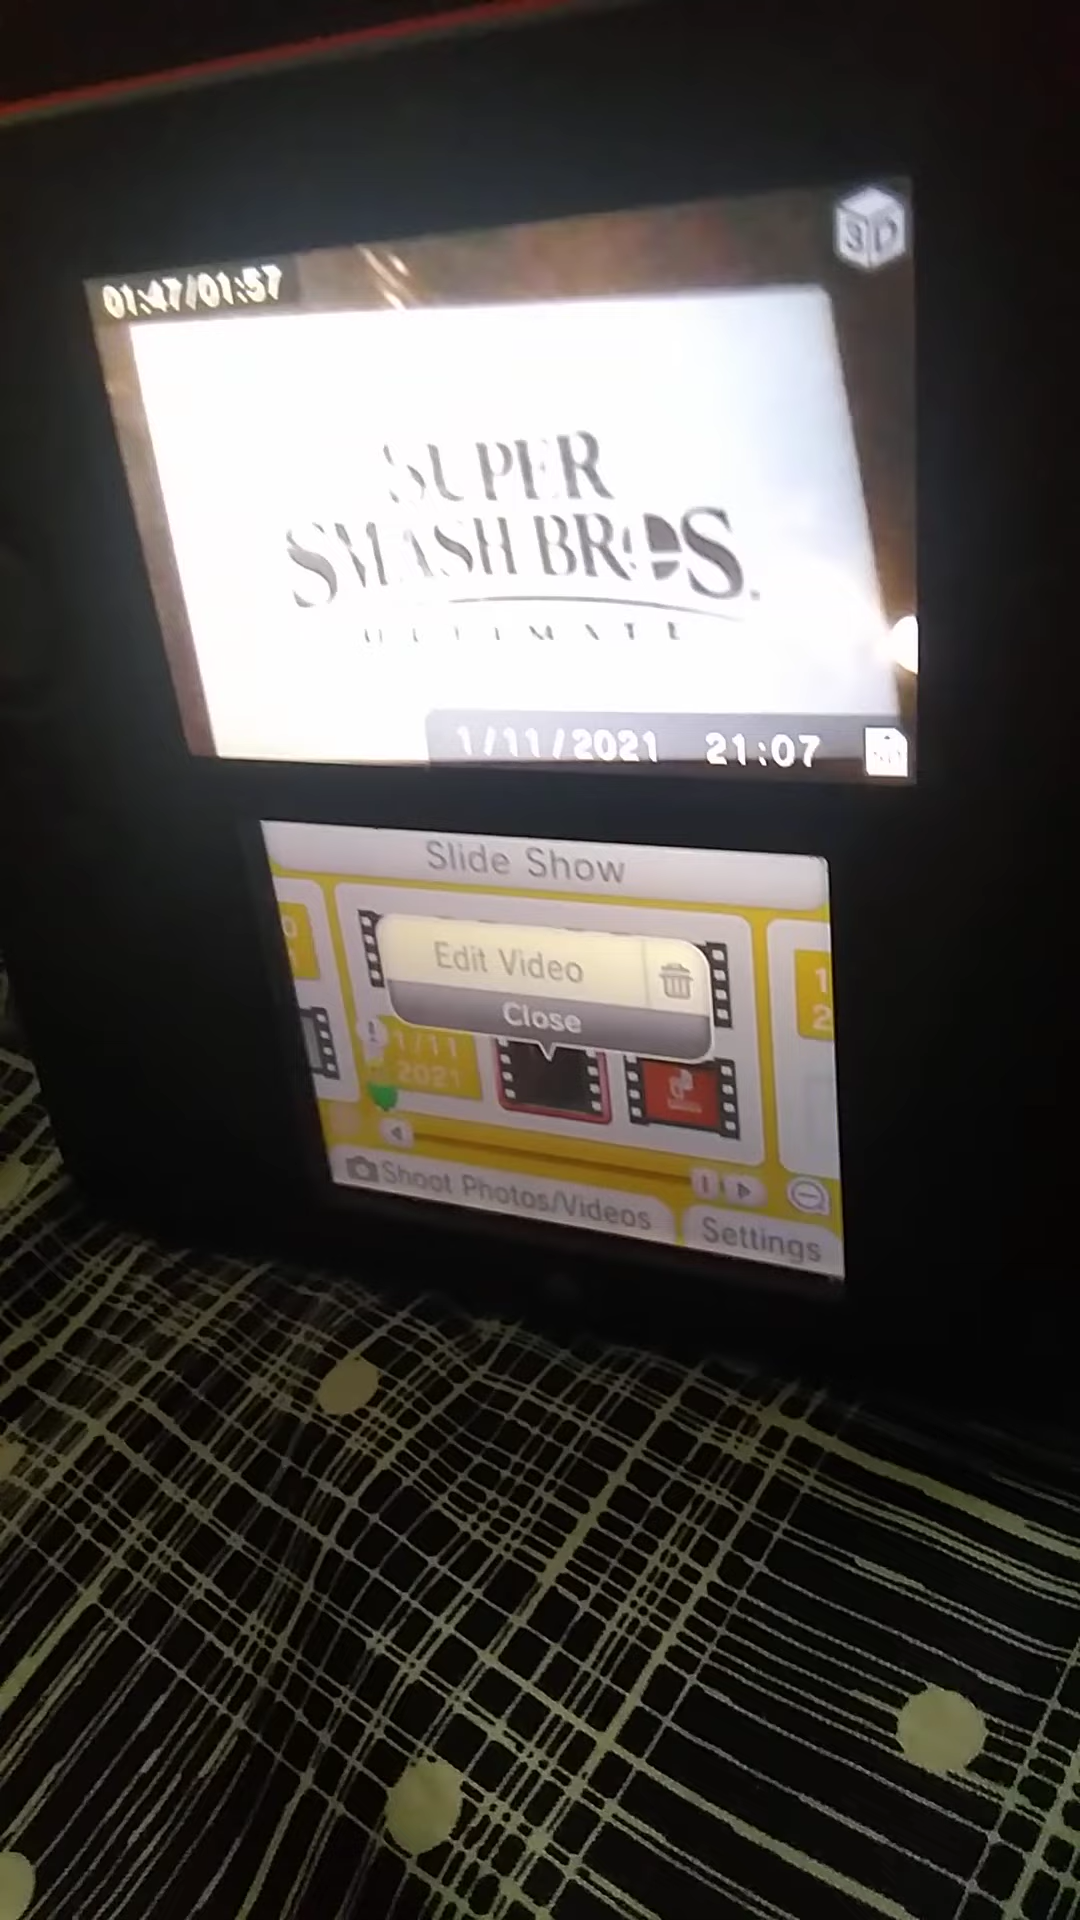 3D
01:47/01:57
SUPER
SMASH BROS.
ULTIMATE
1/11/2021 21:07
Slide Show
Edit Video
Close
1/11
2021
Shoot Photos/Videos
Settings